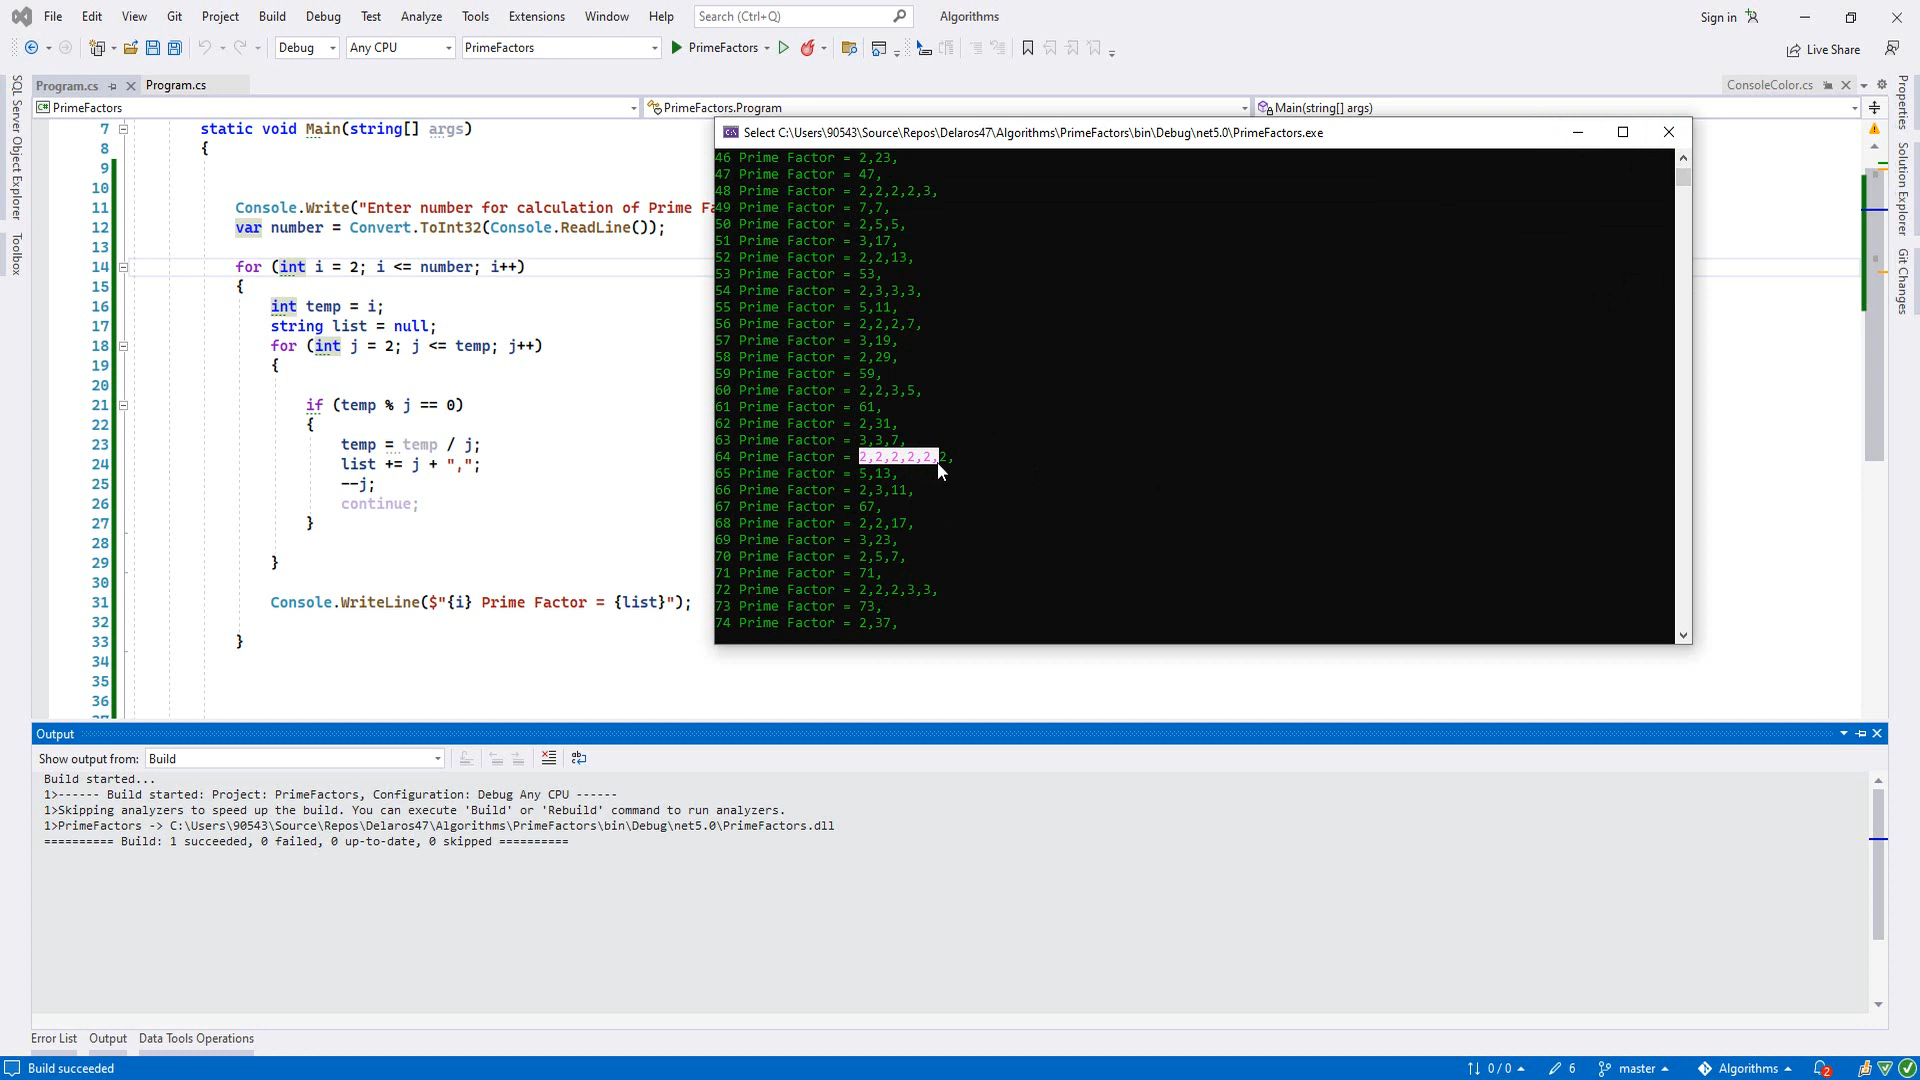 File Edit View Git Project Build Debug Test Analyze Tools Extensions Window Help Search (Ctrl+Q) Algorithms Sign in
Debug Any CPU PrimeFactors PrimeFactors Live Share
Program.cs Program.cs ConsoleColor.cs
PrimeFactors PrimeFactors.Program Main(string[] args)
SQL Server Object Explorer
Toolbox
Properties
Solution Explorer
Git Changes
7 static void Main(string[] args)
8 {
9
10
11 Console.Write("Enter number for calculation of Prime Fa
12 var number = Convert.ToInt32(Console.ReadLine());
13
14 for (int i = 2; i <= number; i++)
15 {
16 int temp = i;
17 string list = null;
18 for (int j = 2; j <= temp; j++)
19 {
20
21 if (temp % j == 0)
22 {
23 temp = temp / j;
24 list += j + ",";
25 --j;
26 continue;
27 }
28
29 }
30
31 Console.WriteLine($"{i} Prime Factor = {list}");
32
33 }
34
35
36
Select C:\Users\90543\Source\Repos\Delaros47\Algorithms\PrimeFactors\bin\Debug\net5.0\PrimeFactors.exe
46 Prime Factor = 2,23,
47 Prime Factor = 47,
48 Prime Factor = 2,2,2,2,3,
49 Prime Factor = 7,7,
50 Prime Factor = 2,5,5,
51 Prime Factor = 3,17,
52 Prime Factor = 2,2,13,
53 Prime Factor = 53,
54 Prime Factor = 2,3,3,3,
55 Prime Factor = 5,11,
56 Prime Factor = 2,2,2,7,
57 Prime Factor = 3,19,
58 Prime Factor = 2,29,
59 Prime Factor = 59,
60 Prime Factor = 2,2,3,5,
61 Prime Factor = 61,
62 Prime Factor = 2,31,
63 Prime Factor = 3,3,7,
64 Prime Factor = 2,2,2,2,2,2,
65 Prime Factor = 5,13,
66 Prime Factor = 2,3,11,
67 Prime Factor = 67,
68 Prime Factor = 2,2,17,
69 Prime Factor = 3,23,
70 Prime Factor = 2,5,7,
71 Prime Factor = 71,
72 Prime Factor = 2,2,2,3,3,
73 Prime Factor = 73,
74 Prime Factor = 2,37,
Output
Show output from: Build
Build started...
1>------ Build started: Project: PrimeFactors, Configuration: Debug Any CPU ------
1>Skipping analyzers to speed up the build. You can execute 'Build' or 'Rebuild' command to run analyzers.
1>PrimeFactors -> C:\Users\90543\Source\Repos\Delaros47\Algorithms\PrimeFactors\bin\Debug\net5.0\PrimeFactors.dll
========== Build: 1 succeeded, 0 failed, 0 up-to-date, 0 skipped ==========
Error List Output Data Tools Operations
Build succeeded 0 / 0 6 master Algorithms 2